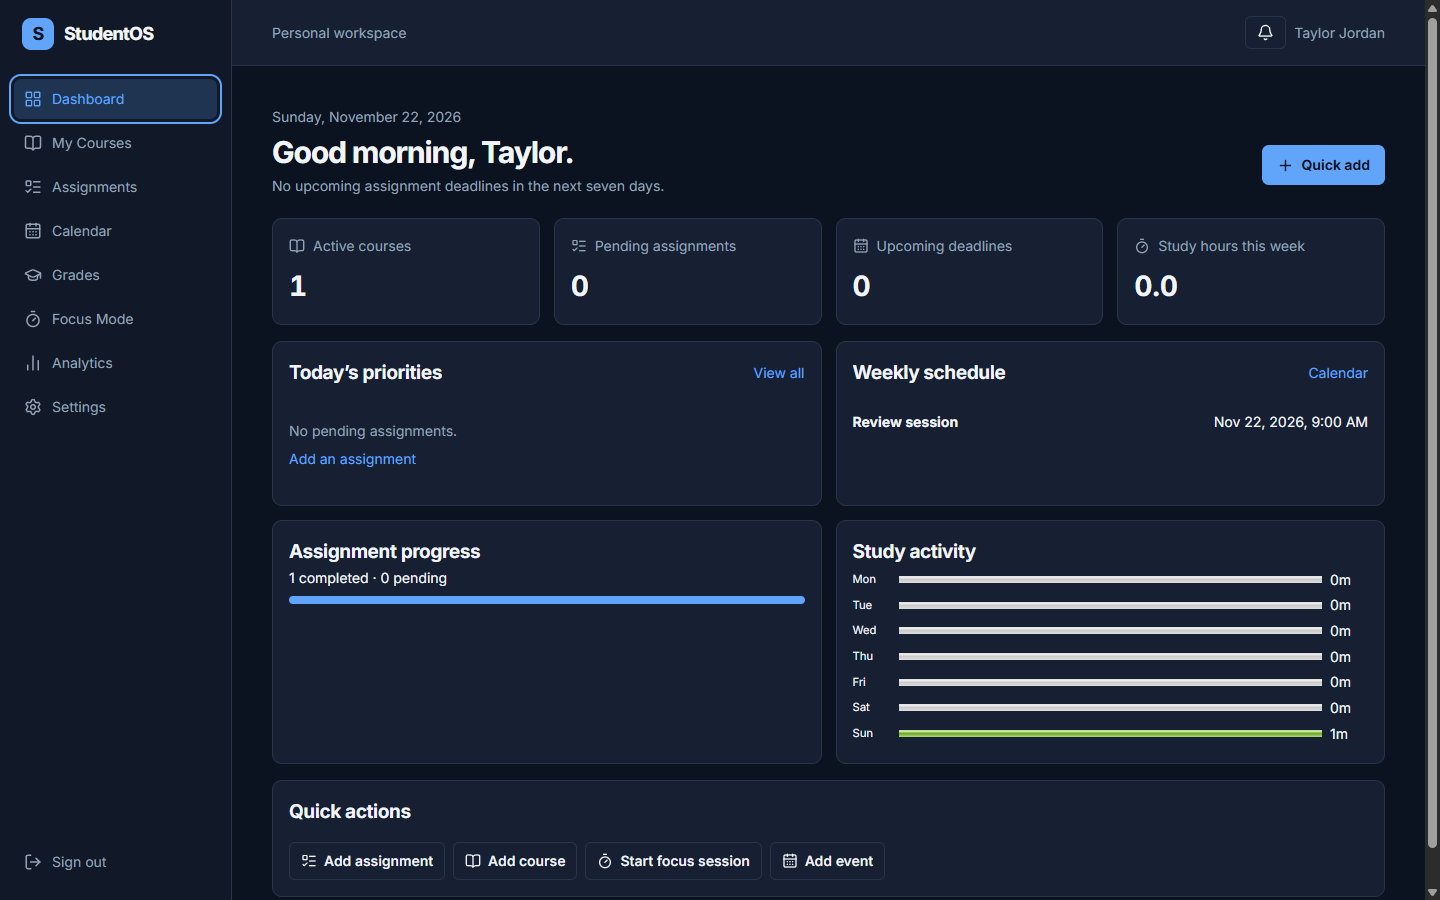 S StudentOS
Personal workspace
Taylor Jordan
Dashboard
My Courses
Assignments
Calendar
Grades
Focus Mode
Analytics
Settings
Sign out
Sunday, November 22, 2026
Good morning, Taylor.
No upcoming assignment deadlines in the next seven days.
Quick add
Active courses
1
Pending assignments
0
Upcoming deadlines
0
Study hours this week
0.0
Today’s priorities
View all
No pending assignments.
Add an assignment
Weekly schedule
Calendar
Review session
Nov 22, 2026, 9:00 AM
Assignment progress
1 completed · 0 pending
Study activity
Mon 0m
Tue 0m
Wed 0m
Thu 0m
Fri 0m
Sat 0m
Sun 1m
Quick actions
Add assignment
Add course
Start focus session
Add event